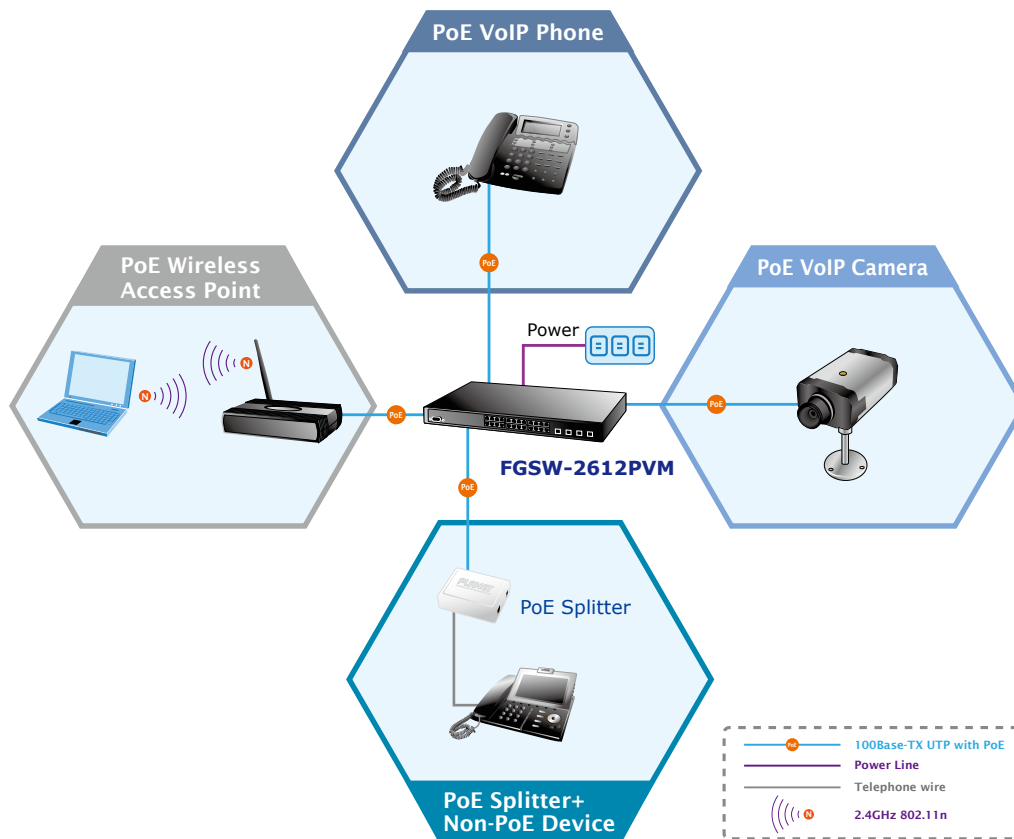 PoE VoIP Phone
PoE
PoE Wireless
Access Point
N
N
PoE
PoE VoIP Camera
PoE
Power
FGSW-2612PVM
PoE
PLANET
PoE Splitter
PoE Splitter+
Non-PoE Device
PoE
100Base-TX UTP with PoE
Power Line
Telephone wire
N
2.4GHz 802.11n